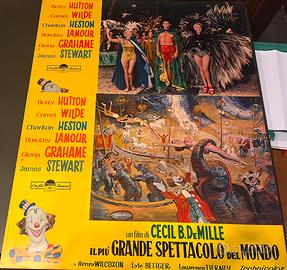 Betty HUTTON
Cornel WILDE
Charlton HESTON
Dorothy LAMOUR
Gloria GRAHAME
James STEWART
Betty HUTTON
Cornel WILDE
Charlton HESTON
Dorothy LAMOUR
Gloria GRAHAME
James STEWART
un film di CECIL B. DeMILLE
IL PIÙ GRANDE SPETTACOLO DEL MONDO
HENRY WILCOXON LYLE BETTGER LAWRENCE TIERNEY Technicolor